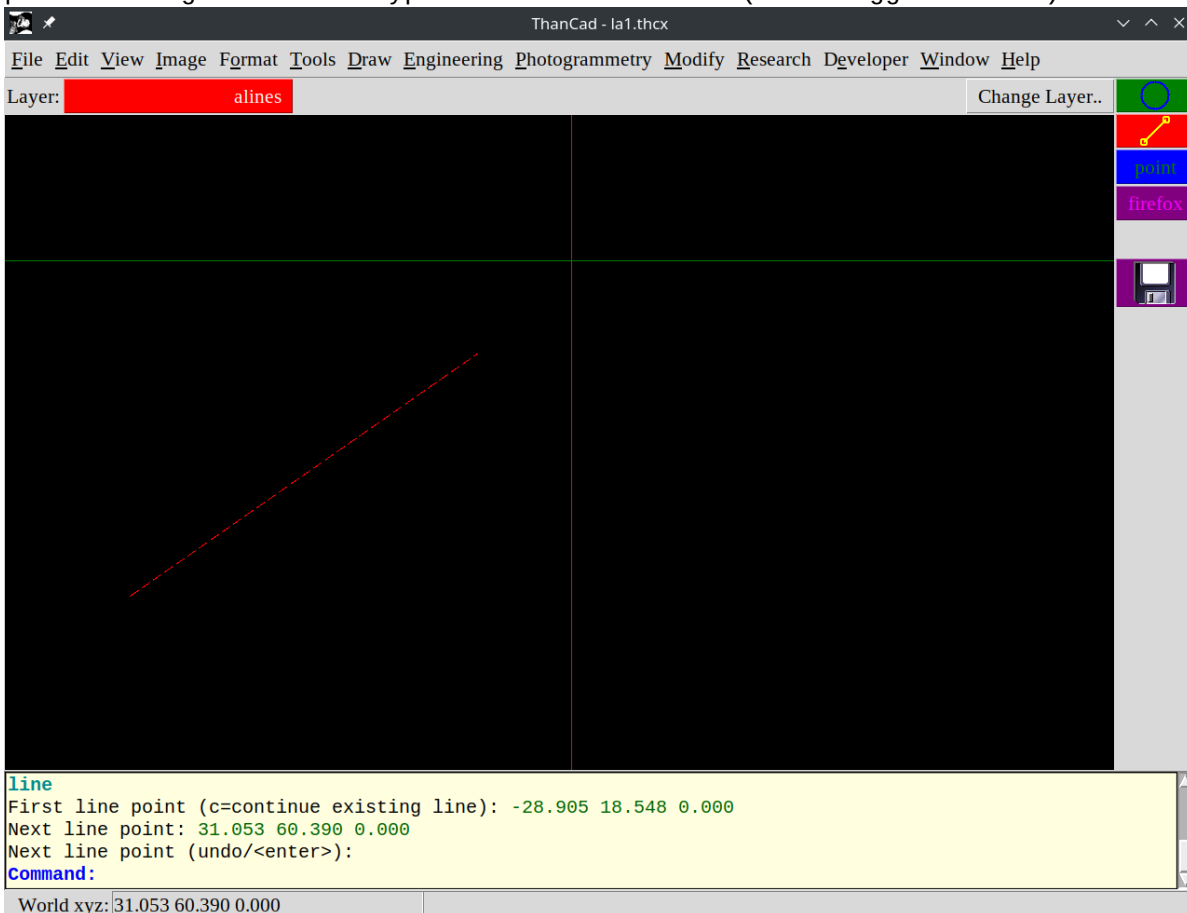 ThanCad - la1.thcx
File Edit View Image Format Tools Draw Engineering Photogrammetry Modify Research Developer Window Help
Layer: alines Change Layer..
point
firefox
line
First line point (c=continue existing line): -28.905 18.548 0.000
Next line point: 31.053 60.390 0.000
Next line point (undo/<enter>):
Command:
World xyz: 31.053 60.390 0.000